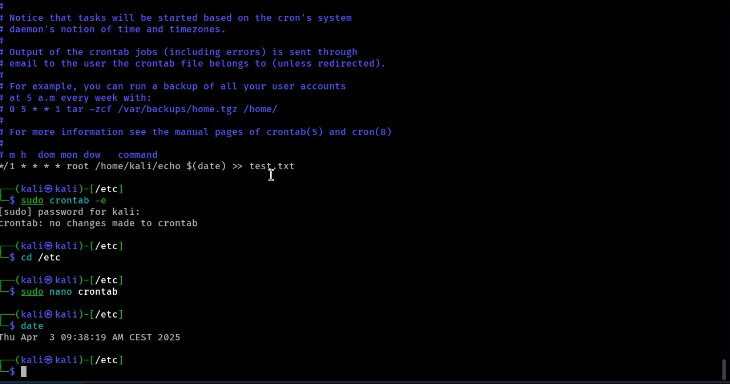 #
# Notice that tasks will be started based on the cron's system
# daemon's notion of time and timezones.
#
# Output of the crontab jobs (including errors) is sent through
# email to the user the crontab file belongs to (unless redirected).
#
# For example, you can run a backup of all your user accounts
# at 5 a.m every week with:
# 0 5 * * 1 tar -zcf /var/backups/home.tgz /home/
#
# For more information see the manual pages of crontab(5) and cron(8)
#
# m h  dom mon dow   command
*/1 * * * * root /home/kali/echo $(date) >> test.txt
┌──(kali㉿kali)-[/etc]
└─$ sudo crontab -e
[sudo] password for kali:
crontab: no changes made to crontab
┌──(kali㉿kali)-[/etc]
└─$ cd /etc
┌──(kali㉿kali)-[/etc]
└─$ sudo nano crontab
┌──(kali㉿kali)-[/etc]
└─$ date
Thu Apr  3 09:38:19 AM CEST 2025
┌──(kali㉿kali)-[/etc]
└─$